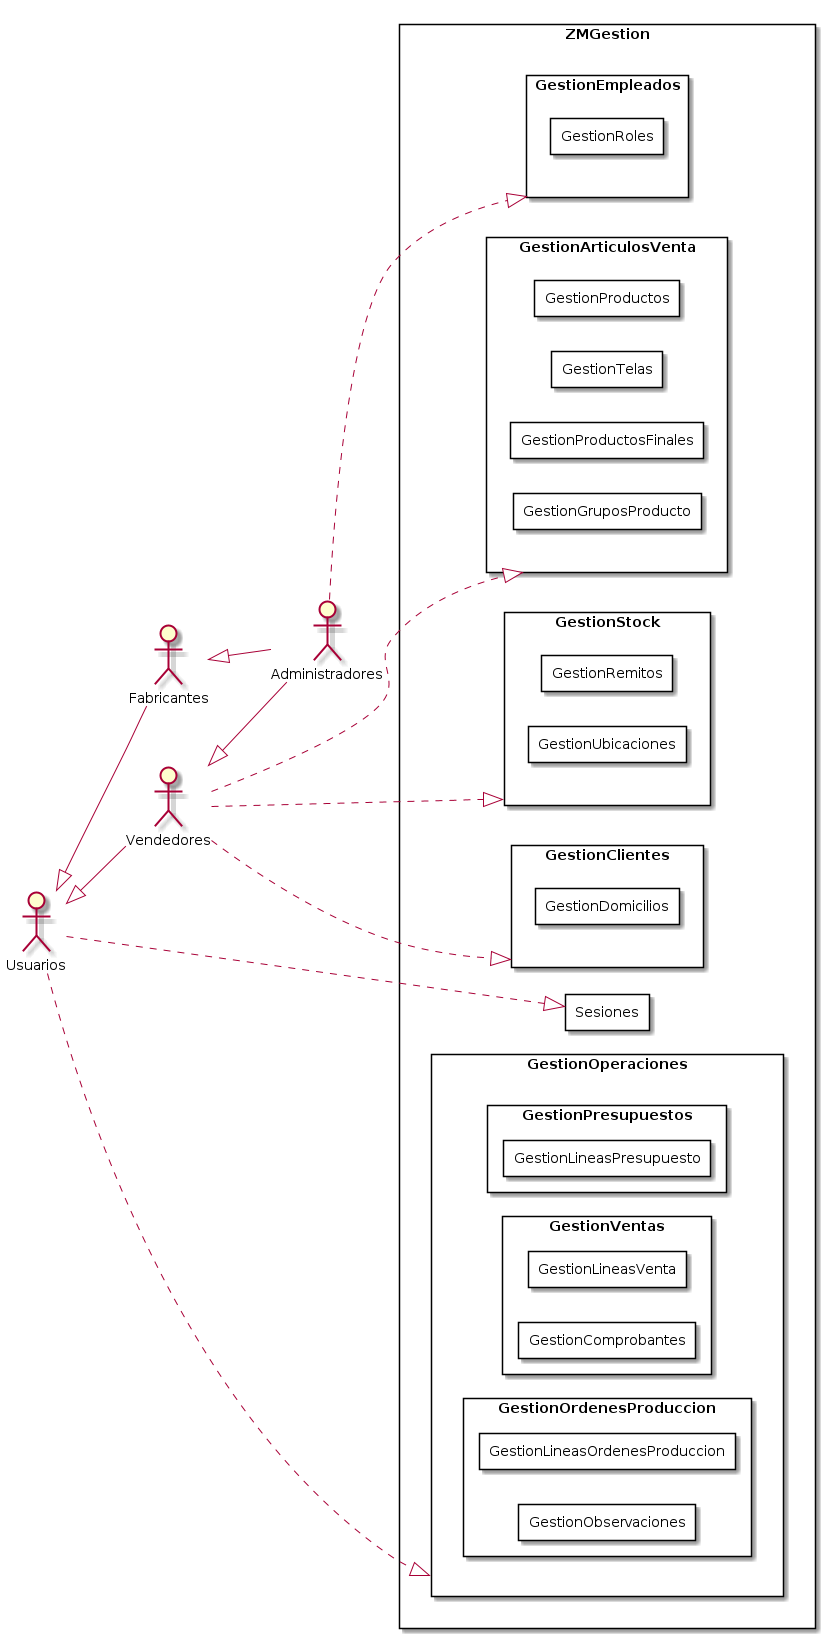 ZMGestion
GestionEmpleados
GestionRoles
GestionArticulosVenta
GestionProductos
GestionTelas
GestionProductosFinales
GestionGruposProducto
GestionStock
GestionRemitos
GestionUbicaciones
Administradores
Fabricantes
Vendedores
Usuarios
GestionClientes
GestionDomicilios
Sesiones
GestionOperaciones
GestionPresupuestos
GestionLineasPresupuesto
GestionVentas
GestionLineasVenta
GestionComprobantes
GestionOrdenesProduccion
GestionLineasOrdenesProduccion
GestionObservaciones